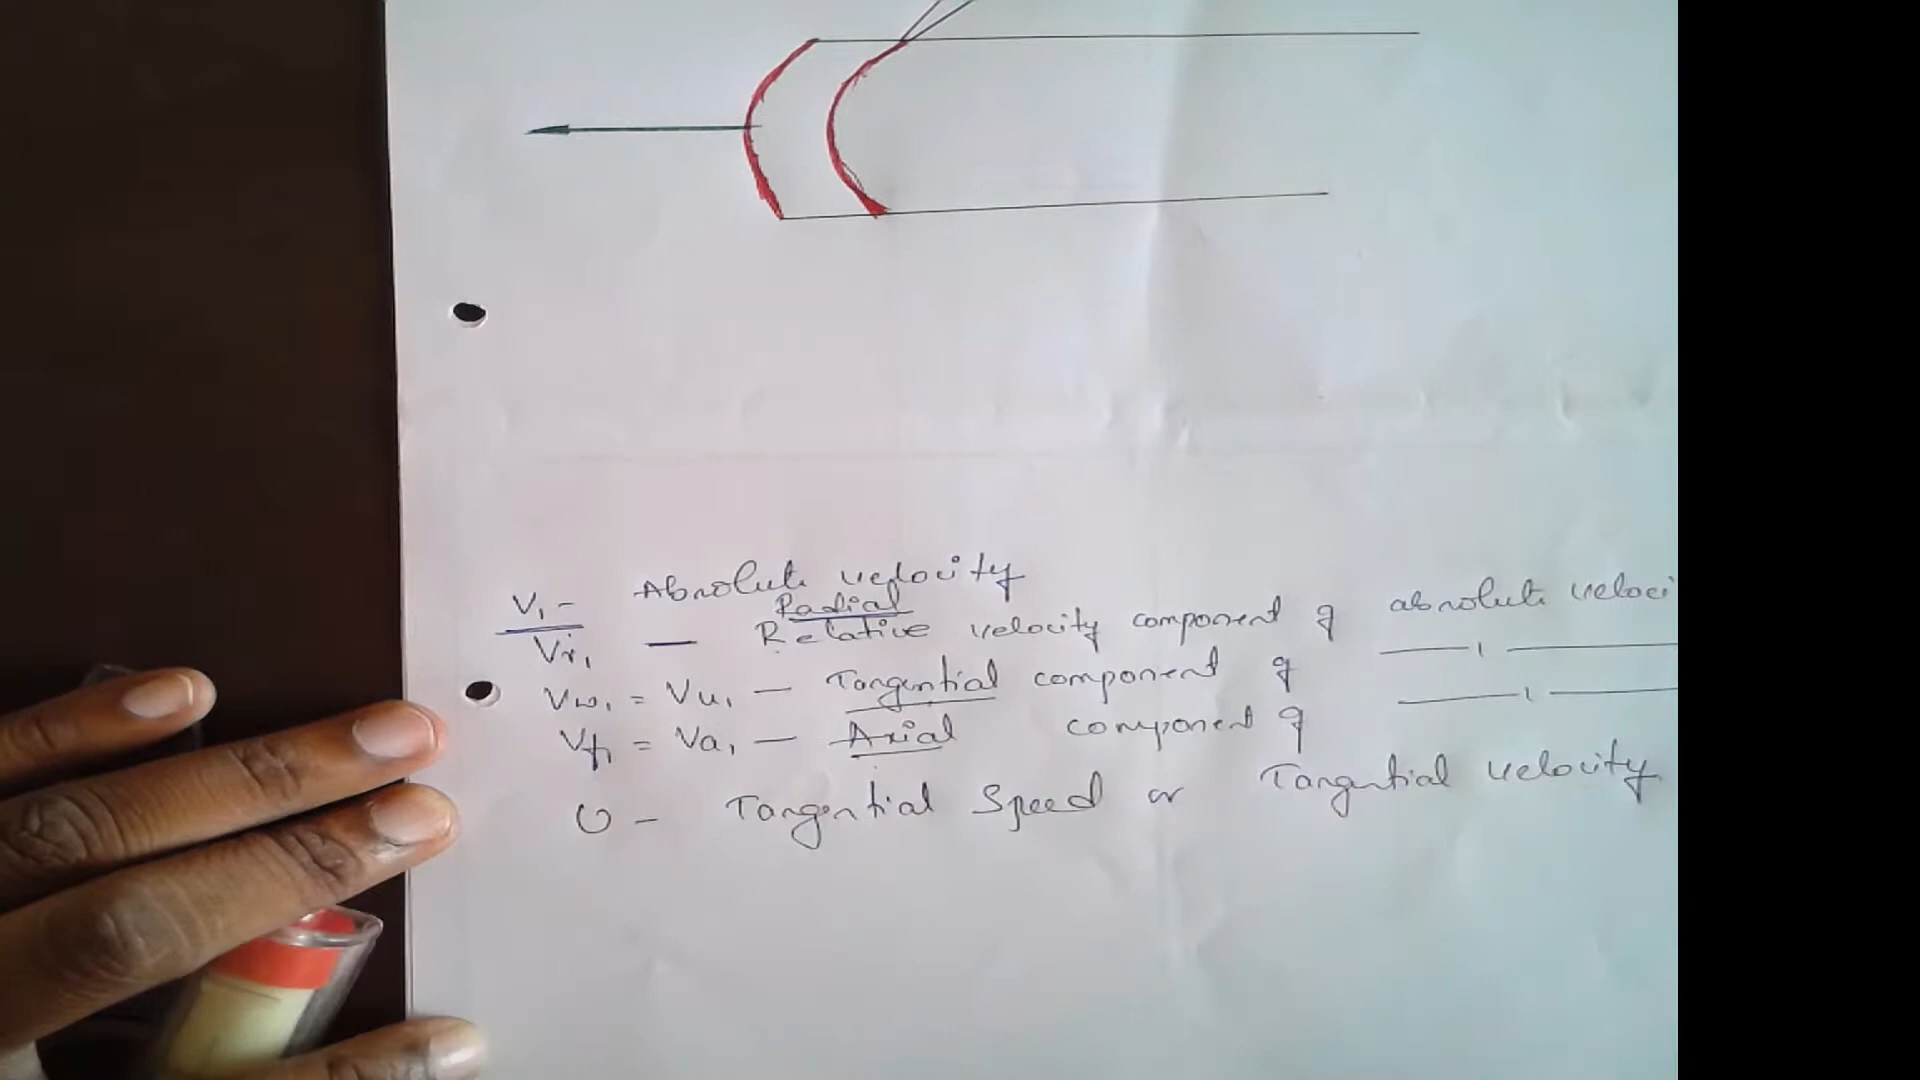 V₁ - Absolute velocity
Radial
Vr₁ — Relative velocity component of absolute veloci
Vw₁ = Vu₁ — Tangential component of —— ı ——
Vf₁ = Va₁ — Axial component of —— ı ——
U - Tangential Speed or Tangential velocity